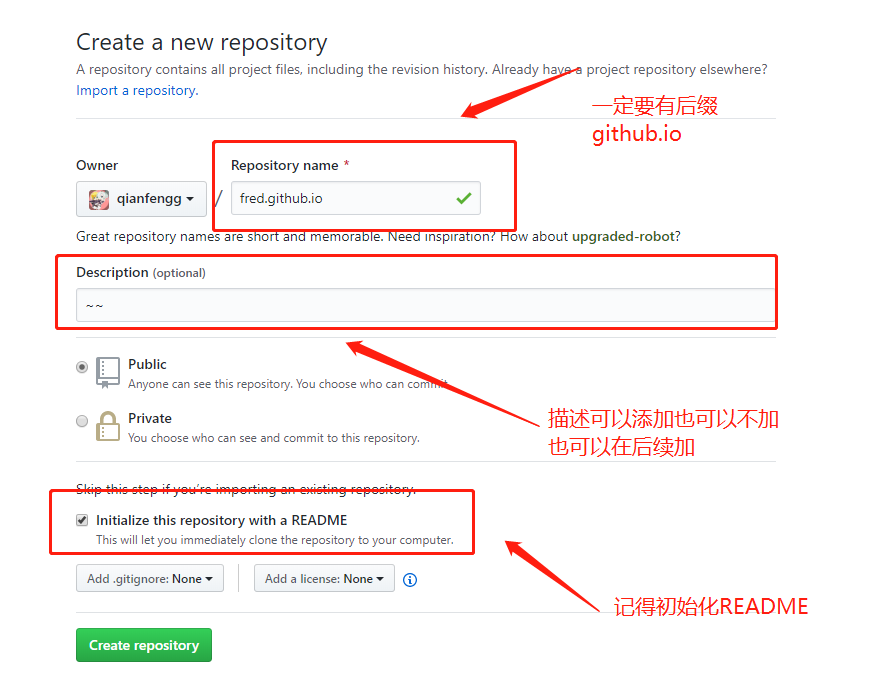 Create a new repository
A repository contains all project files, including the revision history. Already have a project repository elsewhere?
Import a repository.
一定要有后缀
github.io
Owner
Repository name *
qianfengg
/
fred.github.io
Great repository names are short and memorable. Need inspiration? How about upgraded-robot?
Description (optional)
~~
Public
Anyone can see this repository. You choose who can commit.
Private
You choose who can see and commit to this repository.
描述可以添加也可以不加
也可以在后续加
Skip this step if you're importing an existing repository.
Initialize this repository with a README
This will let you immediately clone the repository to your computer.
Add .gitignore: None
Add a license: None
记得初始化README
Create repository